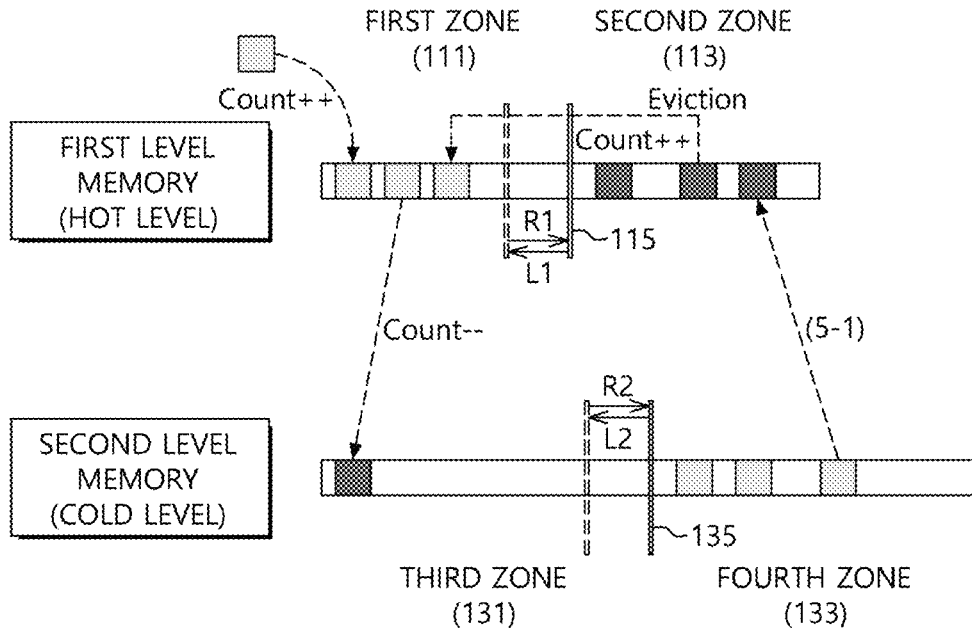 FIRST ZONE
(111)
SECOND ZONE
(113)
Count++
Eviction
Count++
FIRST LEVEL
MEMORY
(HOT LEVEL)
R1
L1
115
Count--
(5-1)
R2
L2
SECOND LEVEL
MEMORY
(COLD LEVEL)
135
THIRD ZONE
(131)
FOURTH ZONE
(133)